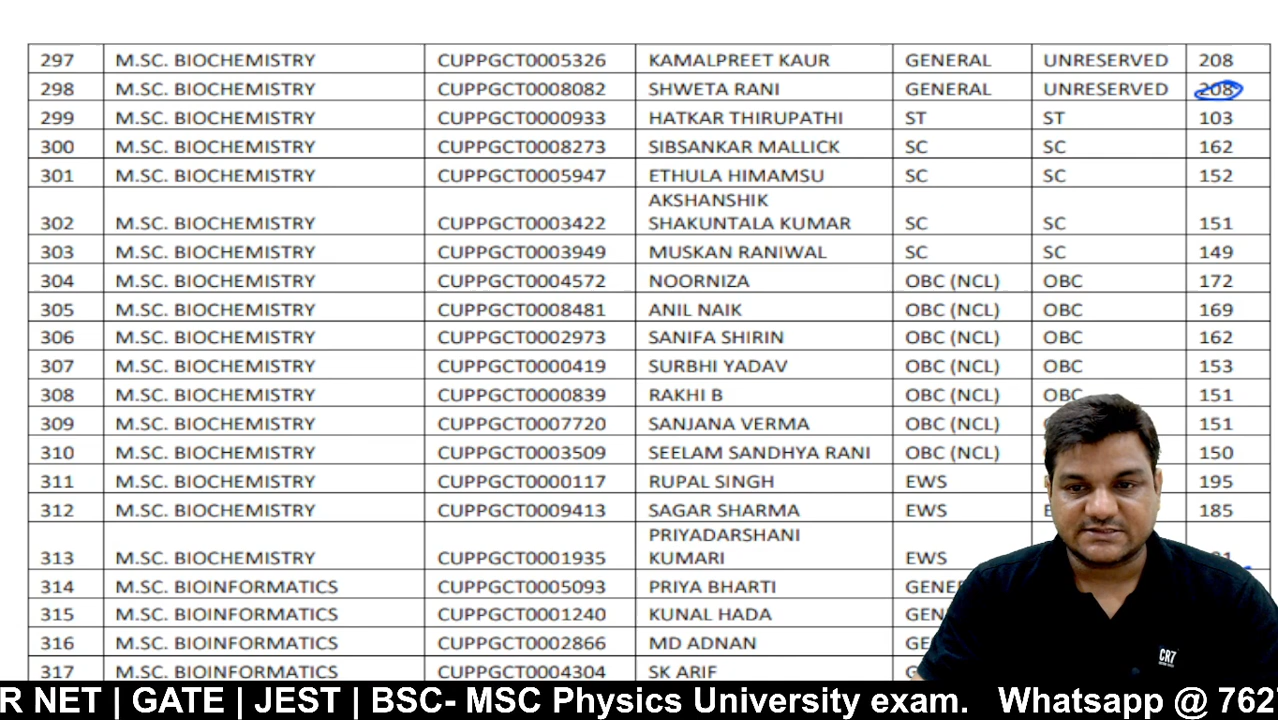 297 M.SC. BIOCHEMISTRY CUPPGCT0005326 KAMALPREET KAUR GENERAL UNRESERVED 208
298 M.SC. BIOCHEMISTRY CUPPGCT0008082 SHWETA RANI GENERAL UNRESERVED 208
299 M.SC. BIOCHEMISTRY CUPPGCT0000933 HATKAR THIRUPATHI ST ST 103
300 M.SC. BIOCHEMISTRY CUPPGCT0008273 SIBSANKAR MALLICK SC SC 162
301 M.SC. BIOCHEMISTRY CUPPGCT0005947 ETHULA HIMAMSU SC SC 152
AKSHANSHIK
302 M.SC. BIOCHEMISTRY CUPPGCT0003422 SHAKUNTALA KUMAR SC SC 151
303 M.SC. BIOCHEMISTRY CUPPGCT0003949 MUSKAN RANIWAL SC SC 149
304 M.SC. BIOCHEMISTRY CUPPGCT0004572 NOORNIZA OBC (NCL) OBC 172
305 M.SC. BIOCHEMISTRY CUPPGCT0008481 ANIL NAIK OBC (NCL) OBC 169
306 M.SC. BIOCHEMISTRY CUPPGCT0002973 SANIFA SHIRIN OBC (NCL) OBC 162
307 M.SC. BIOCHEMISTRY CUPPGCT0000419 SURBHI YADAV OBC (NCL) OBC 153
308 M.SC. BIOCHEMISTRY CUPPGCT0000839 RAKHI B OBC (NCL) OBC 151
309 M.SC. BIOCHEMISTRY CUPPGCT0007720 SANJANA VERMA OBC (NCL) 151
310 M.SC. BIOCHEMISTRY CUPPGCT0003509 SEELAM SANDHYA RANI OBC (NCL) 150
311 M.SC. BIOCHEMISTRY CUPPGCT0000117 RUPAL SINGH EWS 195
312 M.SC. BIOCHEMISTRY CUPPGCT0009413 SAGAR SHARMA EWS 185
PRIYADARSHANI
313 M.SC. BIOCHEMISTRY CUPPGCT0001935 KUMARI EWS
314 M.SC. BIOINFORMATICS CUPPGCT0005093 PRIYA BHARTI GENE
315 M.SC. BIOINFORMATICS CUPPGCT0001240 KUNAL HADA GEN
316 M.SC. BIOINFORMATICS CUPPGCT0002866 MD ADNAN GE
317 M.SC. BIOINFORMATICS CUPPGCT0004304 SK ARIF G
CR7
R NET | GATE | JEST | BSC- MSC Physics University exam. Whatsapp @ 762